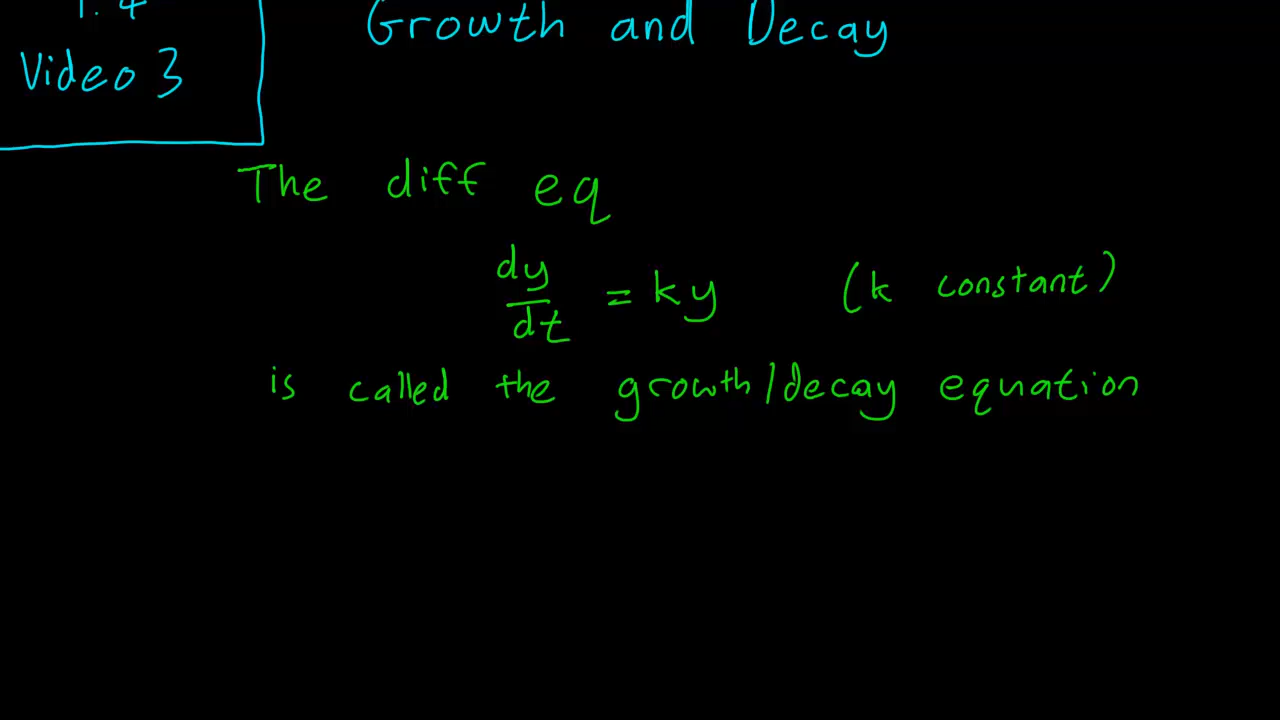 Growth and Decay
Video 3
The diff eq
dy/dt = ky (k constant)
is called the growth/decay equation